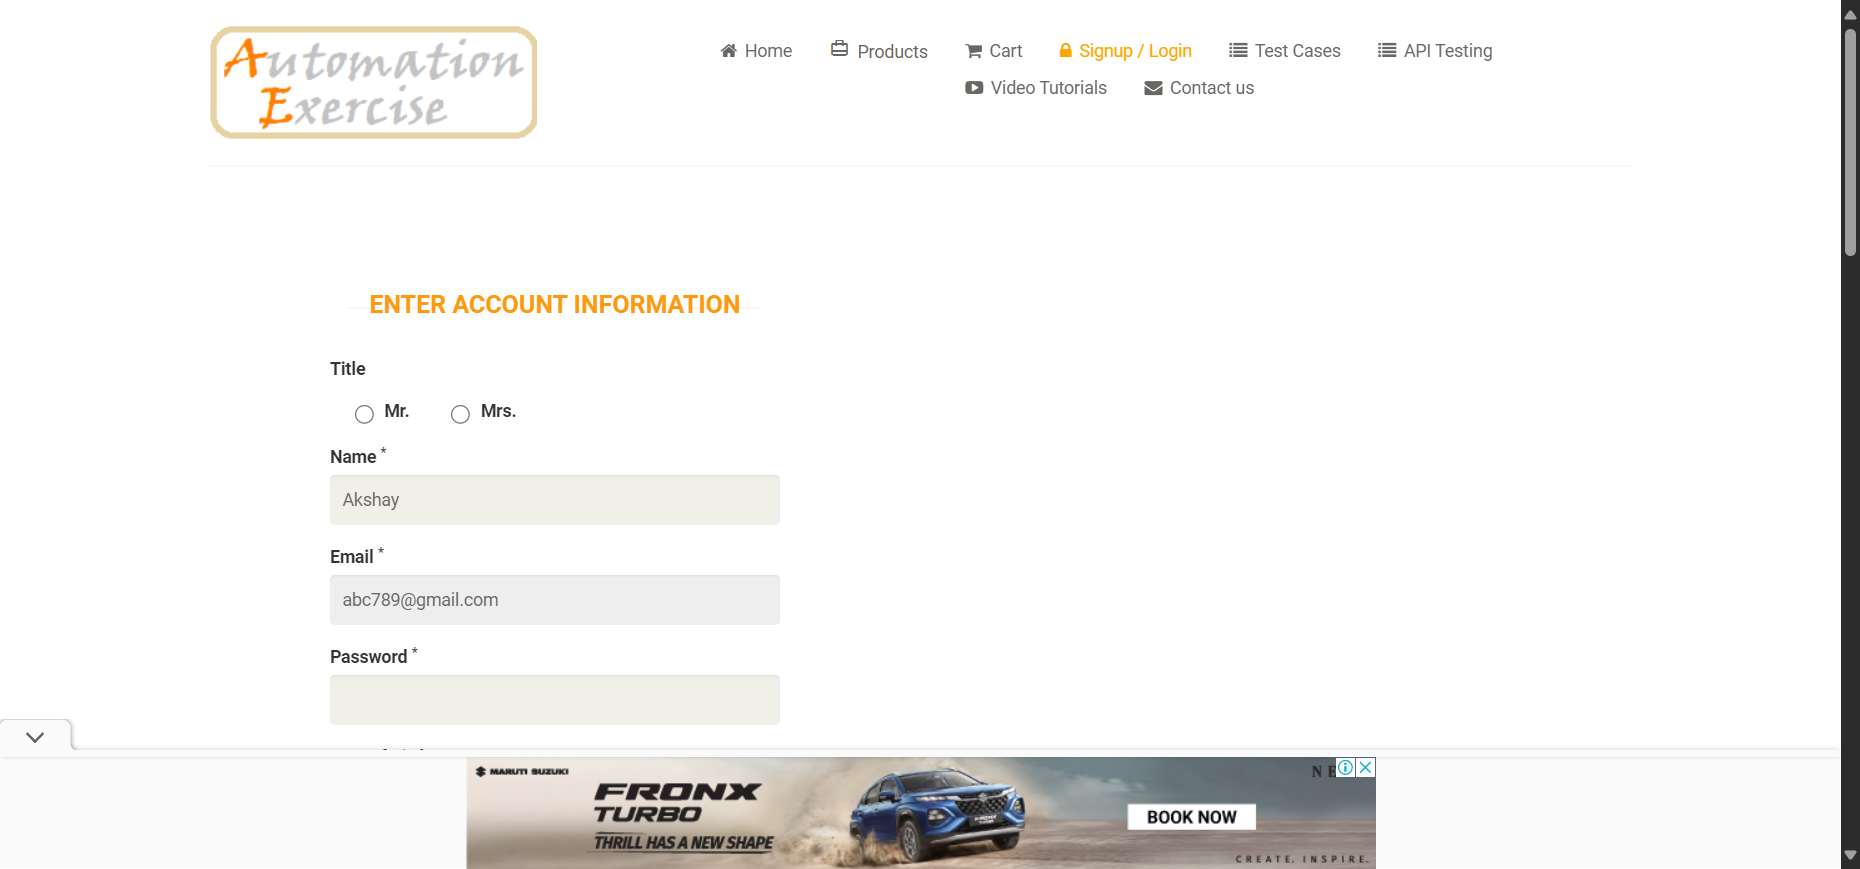 Automation
Exercise
Home
Products
Cart
Signup / Login
Test Cases
API Testing
Video Tutorials
Contact us
ENTER ACCOUNT INFORMATION
Title
Mr.
Mrs.
Name *
Akshay
Email *
abc789@gmail.com
Password *
MARUTI SUZUKI
FRONX
TURBO
THRILL HAS A NEW SHAPE
BOOK NOW
CREATE. INSPIRE.